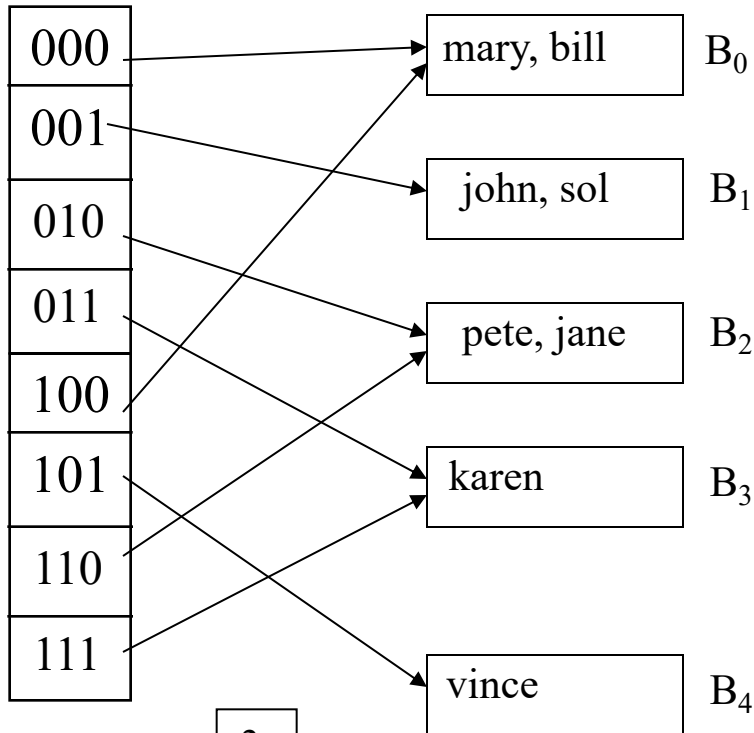 000
mary, bill B₀
001
john, sol B₁
010
pete, jane B₂
011
100
karen B₃
101
110
111
vince B₄